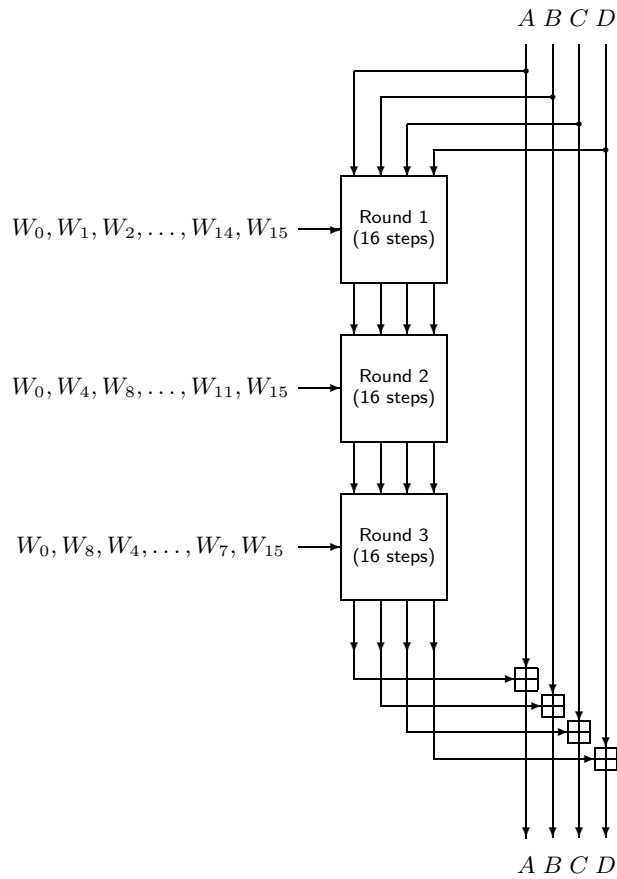 A B C D
Round 1
(16 steps)
W₀, W₁, W₂, . . . , W₁₄, W₁₅
Round 2
(16 steps)
W₀, W₄, W₈, . . . , W₁₁, W₁₅
Round 3
(16 steps)
W₀, W₈, W₄, . . . , W₇, W₁₅
A B C D